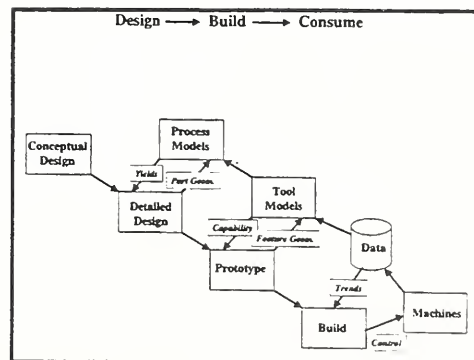 Design → Build → Consume
Process
Models
Conceptual
Design
Yields
Part Geom.
Tool
Models
Detailed
Design
Capability
Feature Geom.
Data
Prototype
Trends
Machines
Build
Control